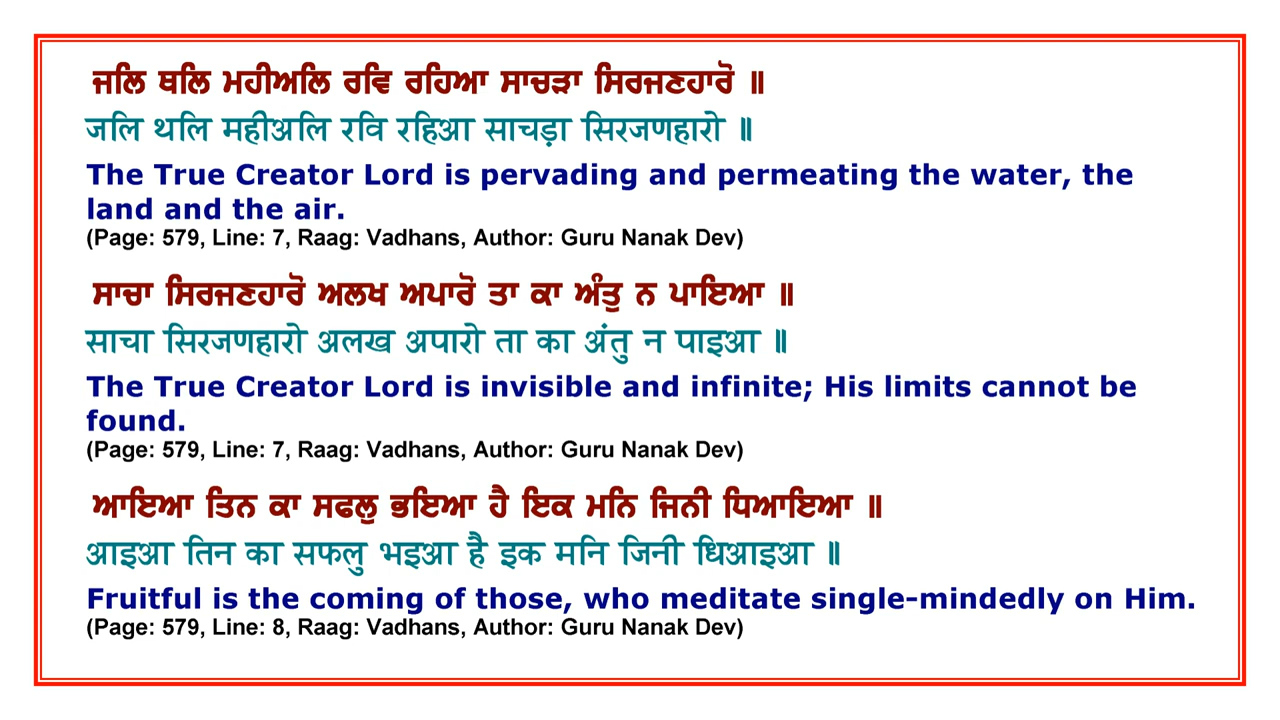 ਜਲਿ ਥਲਿ ਮਹੀਅਲਿ ਰਵਿ ਰਹਿਆ ਸਾਚੜਾ ਸਿਰਜਣਹਾਰੋ ॥
जलि थलि महीअलि रवि रहिआ साचड़ा सिरजणहारो ॥
The True Creator Lord is pervading and permeating the water, the
land and the air.
(Page: 579, Line: 7, Raag: Vadhans, Author: Guru Nanak Dev)
ਸਾਚਾ ਸਿਰਜਣਹਾਰੋ ਅਲਖ ਅਪਾਰੋ ਤਾ ਕਾ ਅੰਤੁ ਨ ਪਾਇਆ ॥
साचा सिरजणहारो अलख अपारो ता का अंतु न पाइआ ॥
The True Creator Lord is invisible and infinite; His limits cannot be
found.
(Page: 579, Line: 7, Raag: Vadhans, Author: Guru Nanak Dev)
ਆਇਆ ਤਿਨ ਕਾ ਸਫਲੁ ਭਇਆ ਹੈ ਇਕ ਮਨਿ ਜਿਨੀ ਧਿਆਇਆ ॥
आइआ तिन का सफलु भइआ है इक मनि जिनी धिआइआ ॥
Fruitful is the coming of those, who meditate single-mindedly on Him.
(Page: 579, Line: 8, Raag: Vadhans, Author: Guru Nanak Dev)